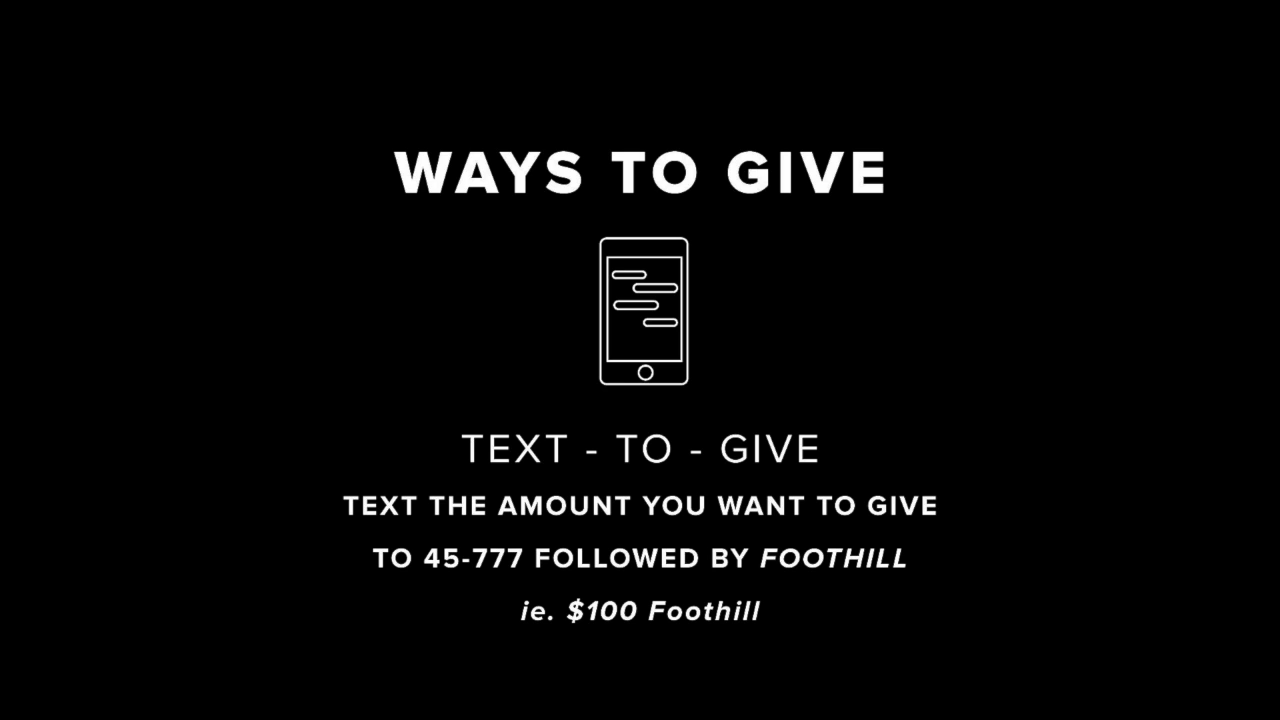 WAYS TO GIVE
TEXT - TO - GIVE
TEXT THE AMOUNT YOU WANT TO GIVE
TO 45-777 FOLLOWED BY FOOTHILL
ie. $100 Foothill